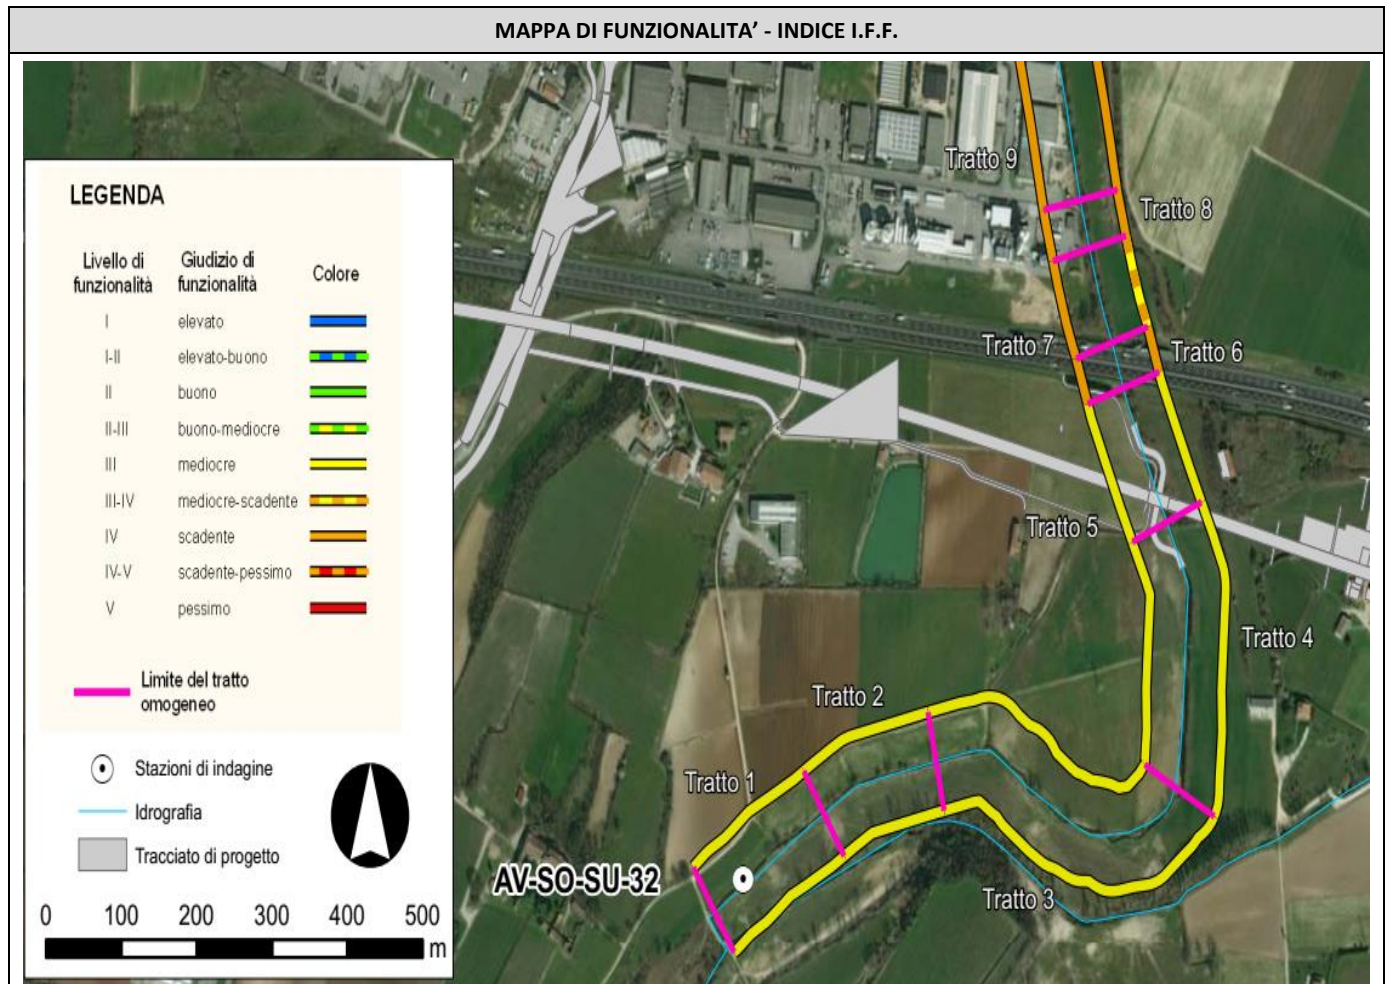 MAPPA DI FUNZIONALITA’ - INDICE I.F.F.
LEGENDA
Livello di funzionalità
Giudizio di funzionalità
Colore
I elevato
I-II elevato-buono
II buono
II-III buono-mediocre
III mediocre
III-IV mediocre-scadente
IV scadente
IV-V scadente-pessimo
V pessimo
Limite del tratto
omogeneo
Stazioni di indagine
Idrografia
Tracciato di progetto
0 100 200 300 400 500
m
Tratto 9
Tratto 8
Tratto 7
Tratto 6
Tratto 5
Tratto 4
Tratto 2
Tratto 1
AV-SO-SU-32
Tratto 3